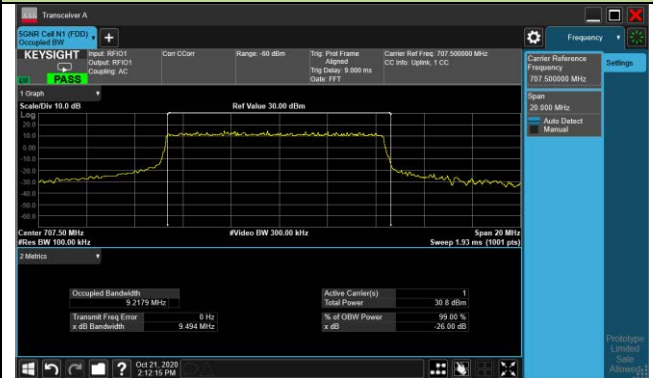 Transceiver A
5GNR Cell N1 (FDD)
Occupied BW
Frequency
KEYSIGHT
Input: RFIO1
Output: RFIO1
Coupling: AC
Corr CCorr
Range: -60 dBm
Trig: Prot Frame
Aligned
Trig Delay: 9.000 ms
Gate: FFT
Carrier Ref Freq: 707.500000 MHz
CC Info: Uplink, 1 CC
PASS
Carrier Reference
Frequency
707.500000 MHz
Settings
Span
20.000 MHz
Auto Detect
Manual
1 Graph
Scale/Div 10.0 dB
Ref Value 30.00 dBm
Log
20.0
10.0
0.00
-10.0
-20.0
-30.0
-40.0
-50.0
-60.0
Center 707.50 MHz
#Video BW 300.00 kHz
Span 20 MHz
#Res BW 100.00 kHz
Sweep 1.93 ms (1001 pts)
2 Metrics
Occupied Bandwidth
9.2179 MHz
Active Carrier(s) 1
Total Power 30.8 dBm
Transmit Freq Error 0 Hz
x dB Bandwidth 9.494 MHz
% of OBW Power 99.00 %
x dB -26.00 dB
Prototype
Limited
Sale
Allowed
?
Oct 21, 2020
2:12:15 PM